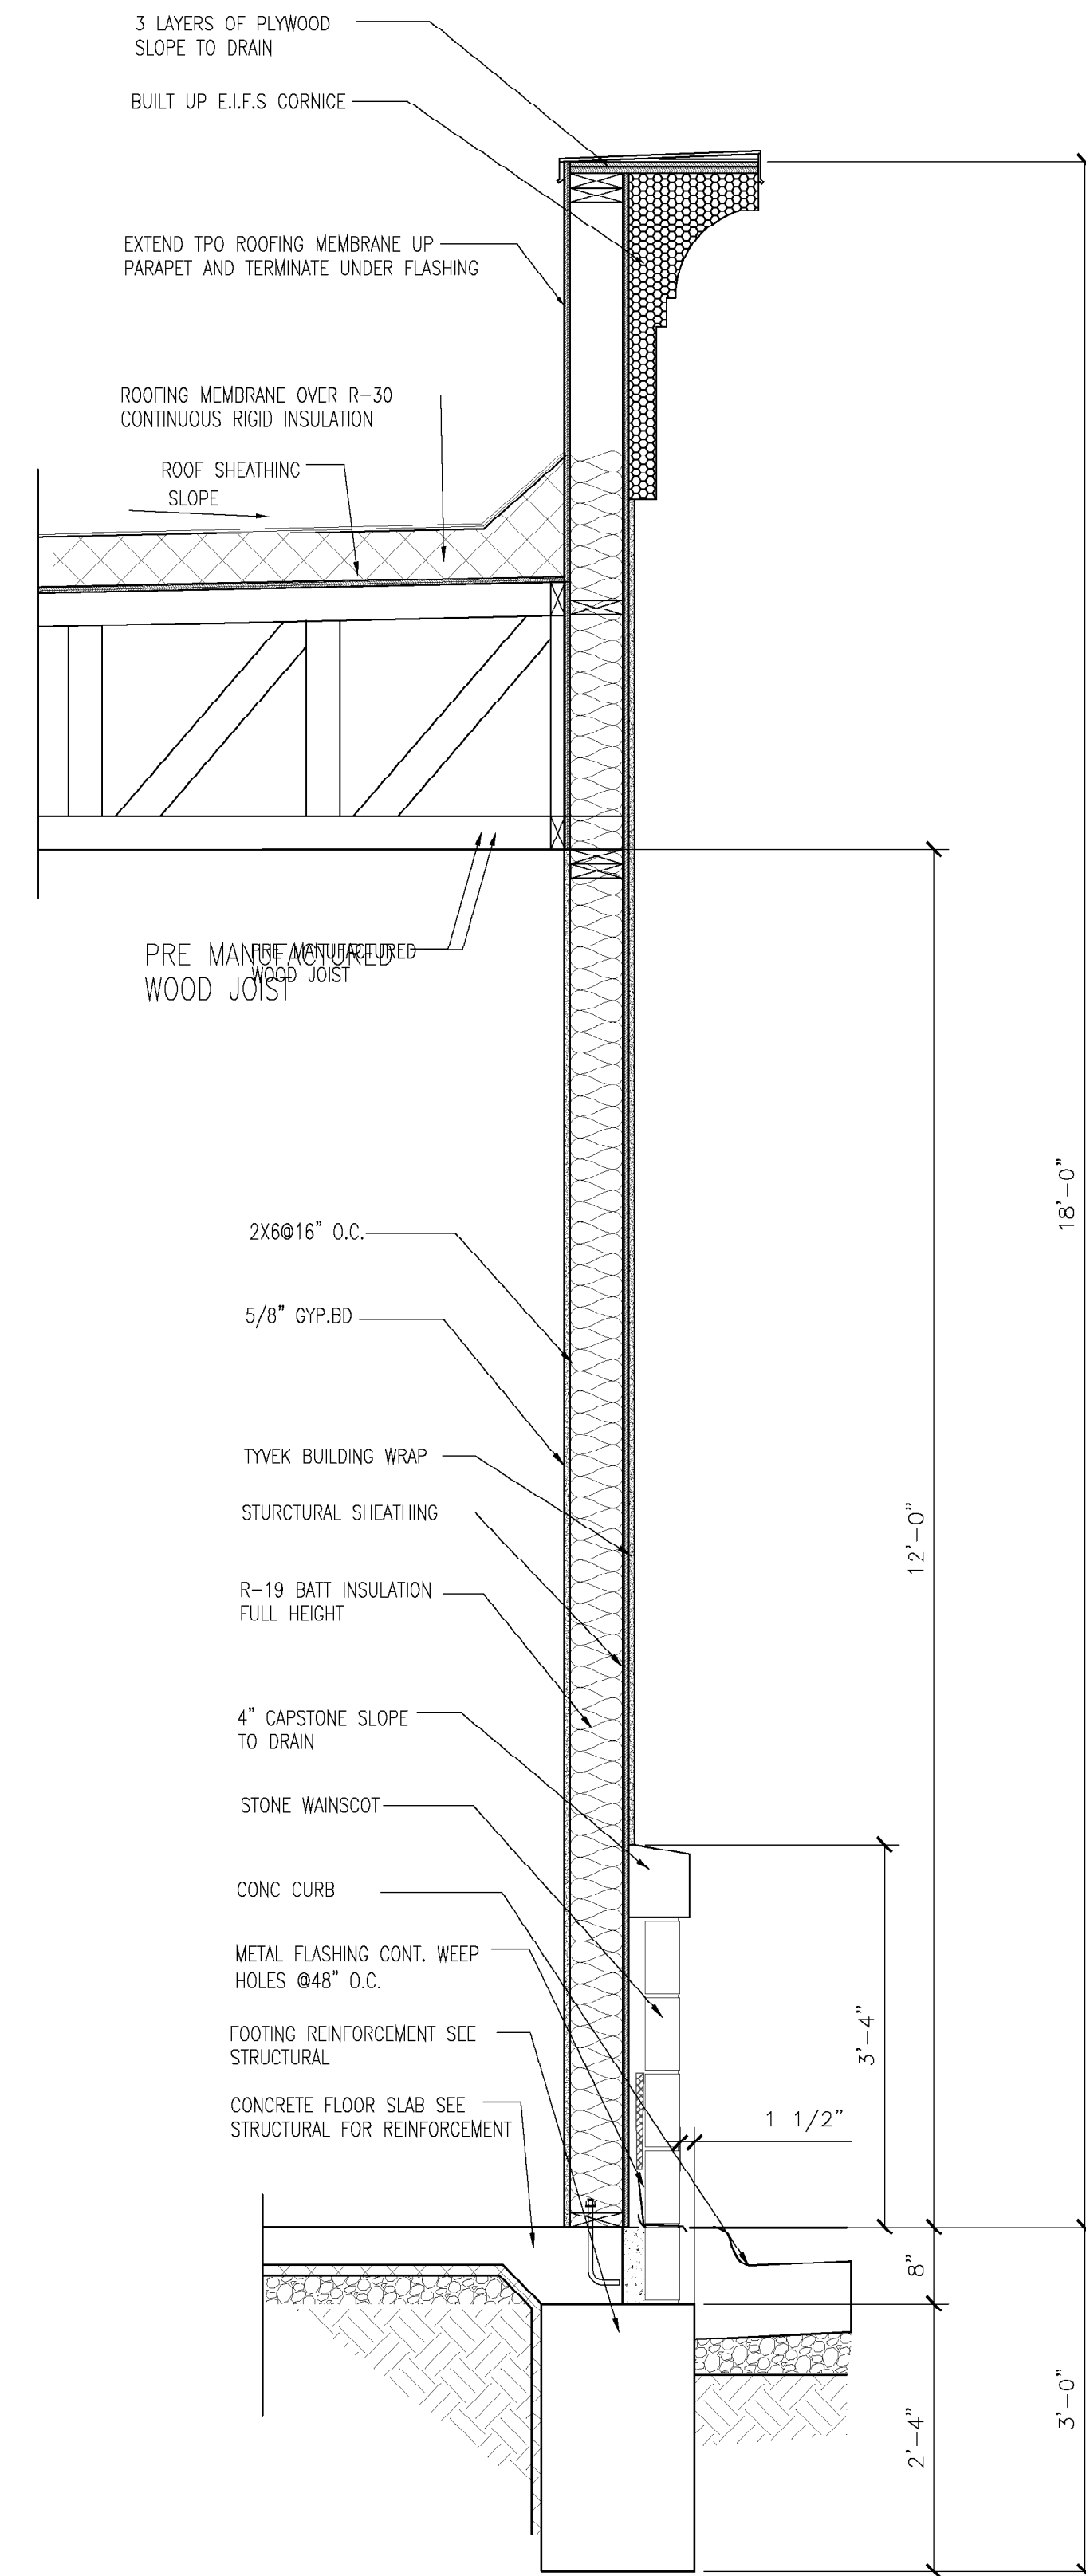 3 LAYERS OF PLYWOOD
SLOPE TO DRAIN
BUILT UP E.I.F.S CORNICE
EXTEND TPO ROOFING MEMBRANE UP
PARAPET AND TERMINATE UNDER FLASHING
ROOFING MEMBRANE OVER R-30
CONTINUOUS RIGID INSULATION
ROOF SHEATHING
SLOPE
PRE MANUFACTURED
WOOD JOIST
PRE MANUFACTURED
WOOD JOIST
18'-0"
2X6@16" O.C.
5/8" GYP.BD
TYVEK BUILDING WRAP
STURCTURAL SHEATHING
12'-0"
R-19 BATT INSULATION
FULL HEIGHT
4" CAPSTONE SLOPE
TO DRAIN
STONE WAINSCOT
CONC CURB
METAL FLASHING CONT. WEEP
HOLES @48" O.C.
3'-4"
FOOTING REINFORCEMENT SEE
STRUCTURAL
CONCRETE FLOOR SLAB SEE
STRUCTURAL FOR REINFORCEMENT
1 1/2"
8"
2'-4"
3'-0"